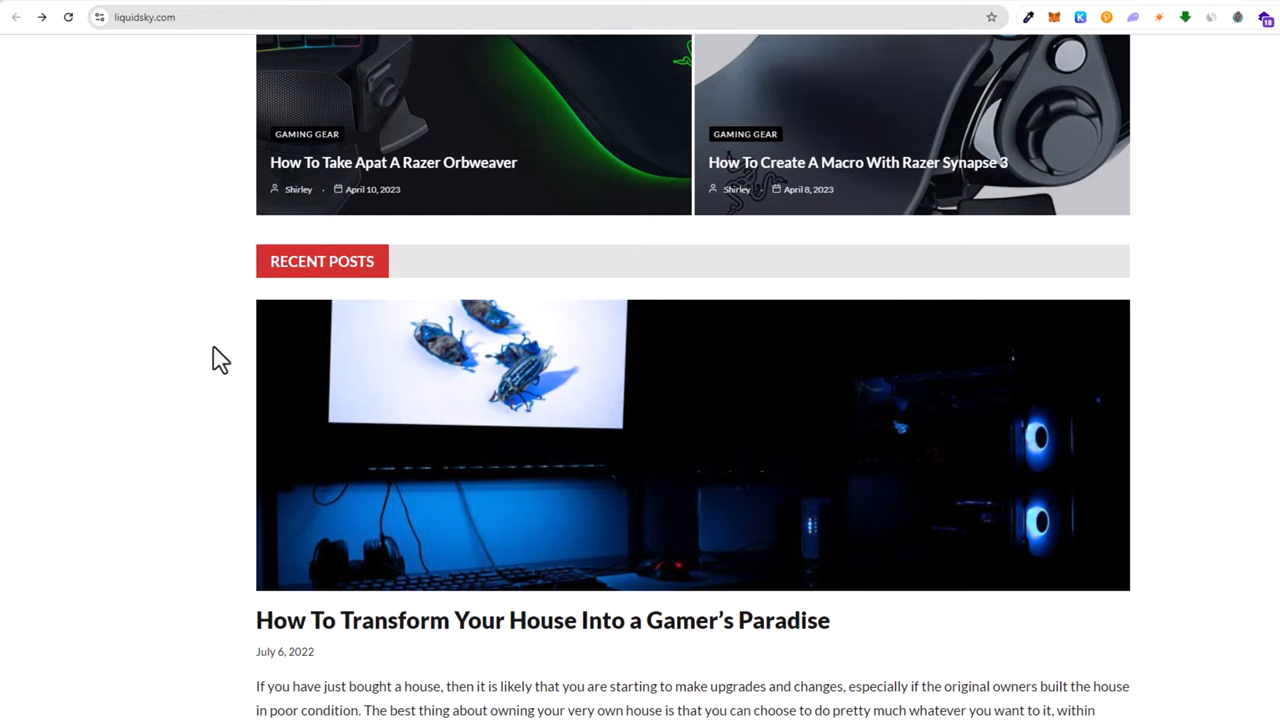 liquidsky.com
18
GAMING GEAR
How To Take Apat A Razer Orbweaver
Shirley · April 10, 2023
GAMING GEAR
How To Create A Macro With Razer Synapse 3
Shirley · April 8, 2023
RECENT POSTS
How To Transform Your House Into a Gamer’s Paradise
July 6, 2022
If you have just bought a house, then it is likely that you are starting to make upgrades and changes, especially if the original owners built the house
in poor condition. The best thing about owning your very own house is that you can choose to do pretty much whatever you want to it, within